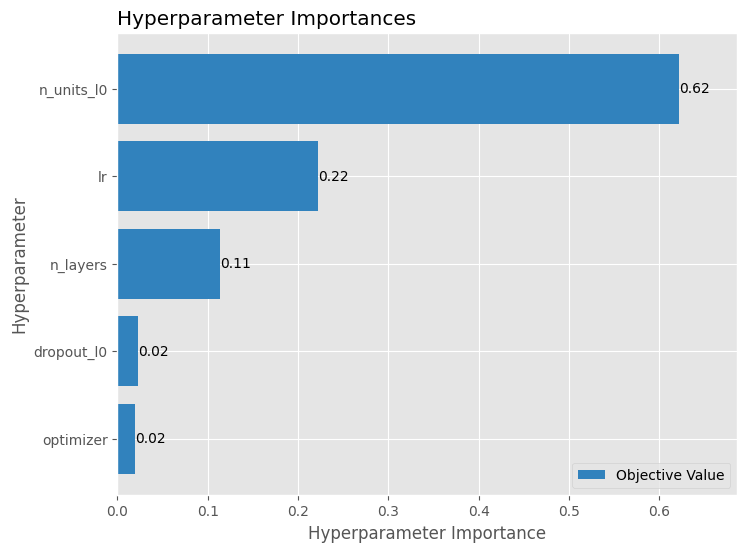 Hyperparameter Importances
Hyperparameter
n_units_l0
0.62
lr
0.22
n_layers
0.11
dropout_l0
0.02
optimizer
0.02
Objective Value
0.0
0.1
0.2
0.3
0.4
0.5
0.6
Hyperparameter Importance